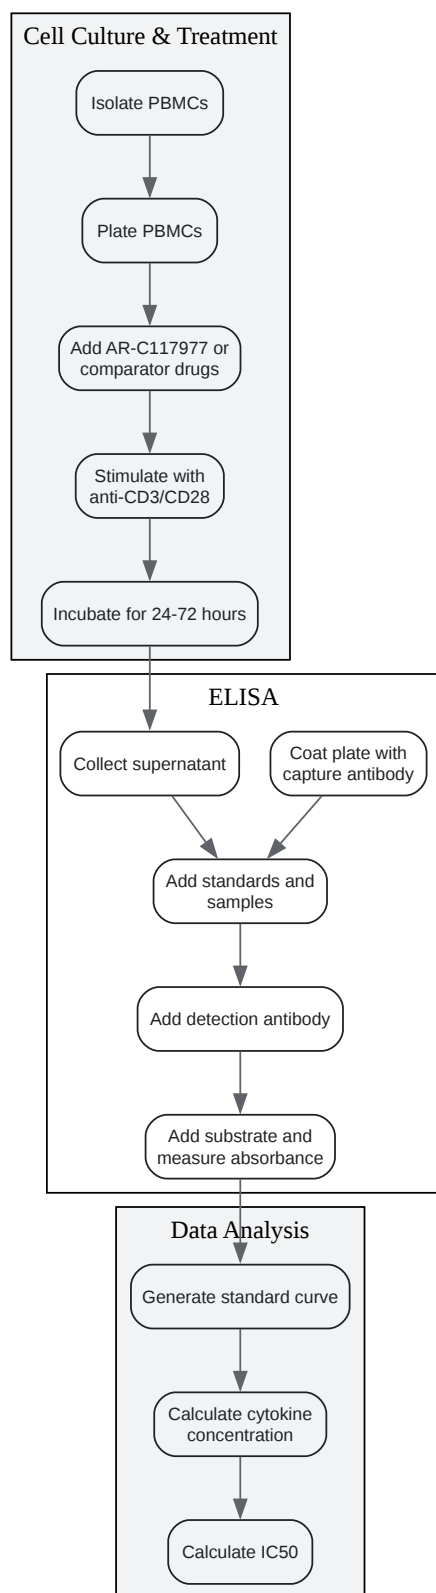 Cell Culture & Treatment
Isolate PBMCs
Plate PBMCs
Add AR-C117977 or
comparator drugs
Stimulate with
anti-CD3/CD28
Incubate for 24-72 hours
ELISA
Collect supernatant
Coat plate with
capture antibody
Add standards and
samples
Add detection antibody
Add substrate and
measure absorbance
Data Analysis
Generate standard curve
Calculate cytokine
concentration
Calculate IC50